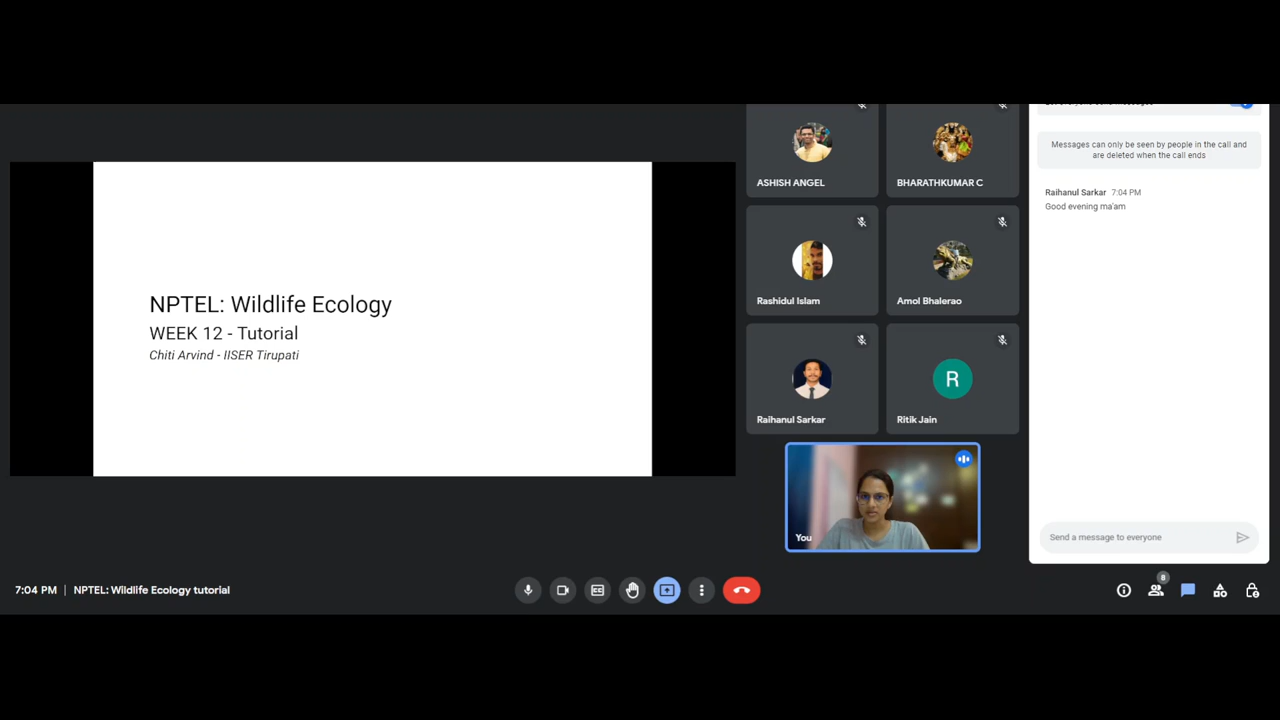 NPTEL: Wildlife Ecology
WEEK 12 - Tutorial
Chiti Arvind - IISER Tirupati
ASHISH ANGEL
BHARATHKUMAR C
Rashidul Islam
Amol Bhalerao
Raihanul Sarkar
R
Ritik Jain
You
Messages can only be seen by people in the call and
are deleted when the call ends
Raihanul Sarkar 7:04 PM
Good evening ma'am
Send a message to everyone
7:04 PM | NPTEL: Wildlife Ecology tutorial
CC
8